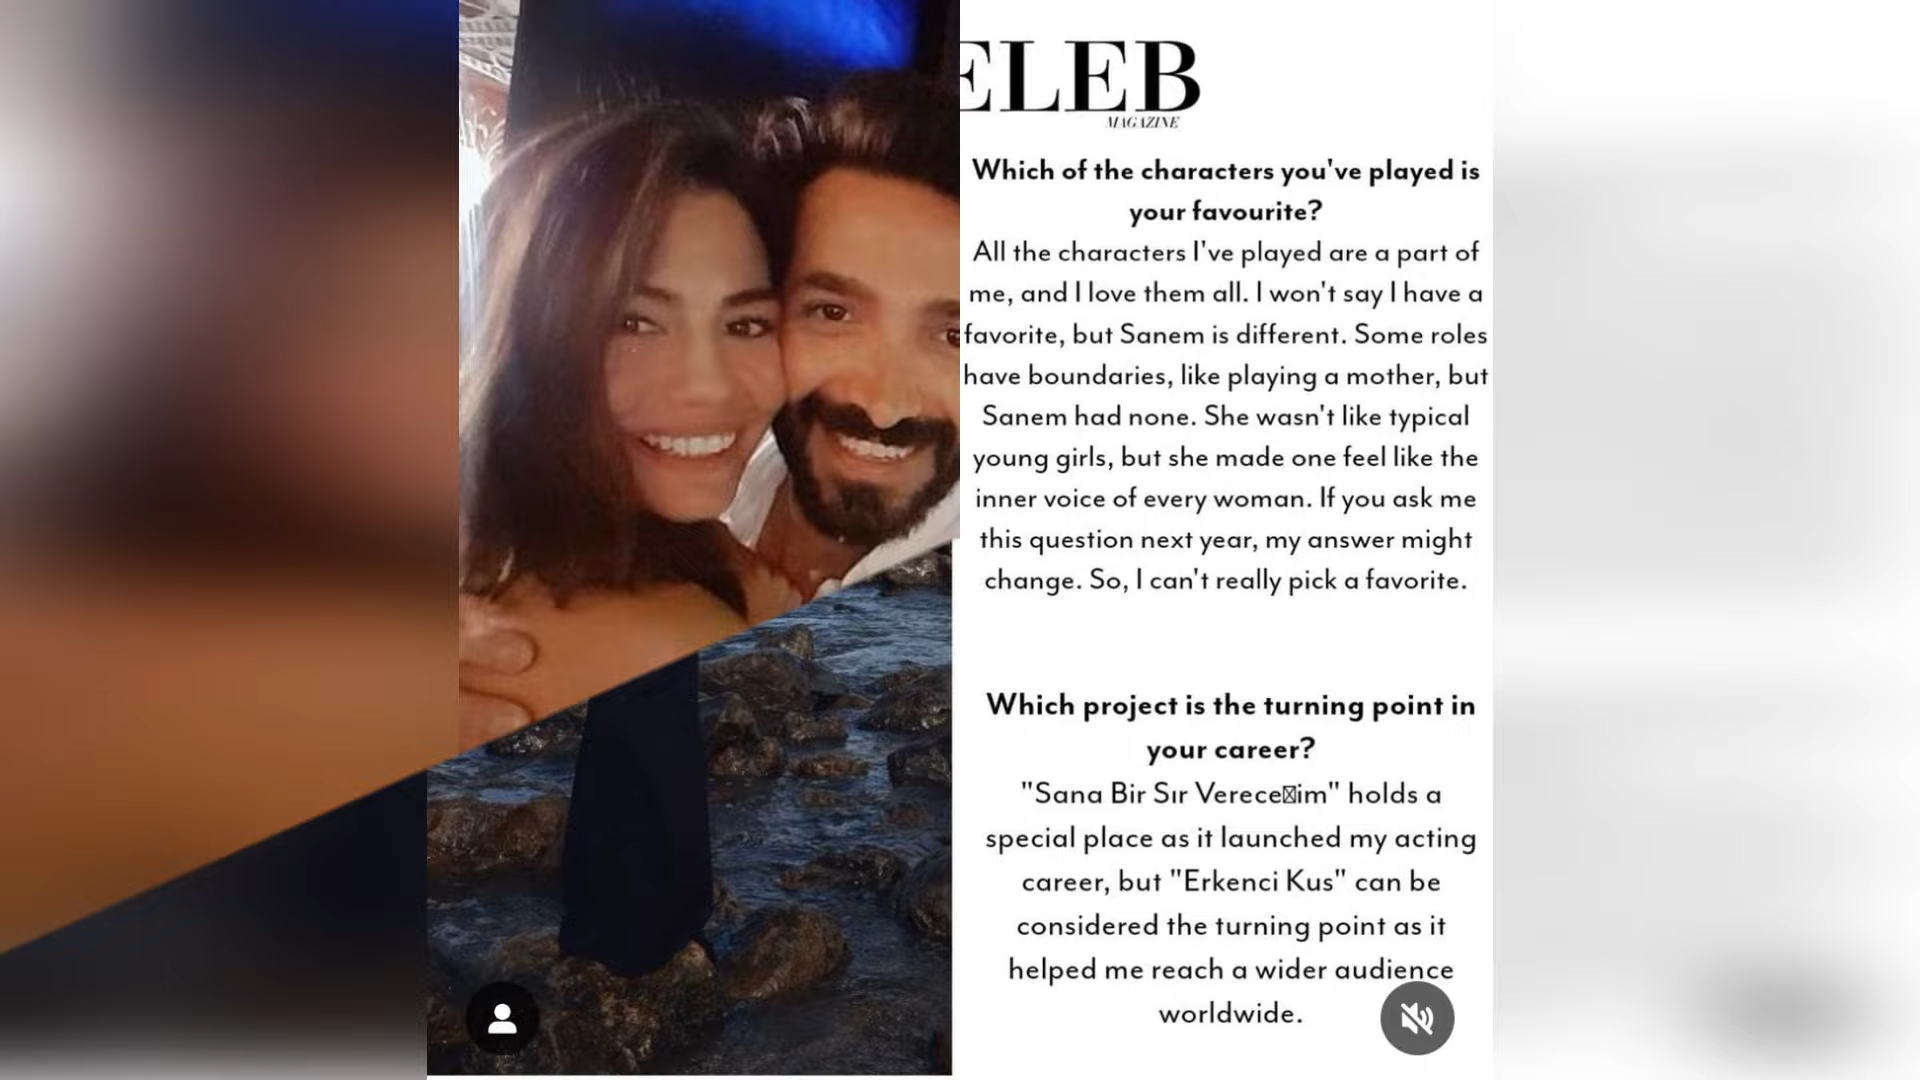 ELEB
MAGAZINE
Which of the characters you've played is
your favourite?
All the characters I've played are a part of
me, and I love them all. I won't say I have a
favorite, but Sanem is different. Some roles
have boundaries, like playing a mother, but
Sanem had none. She wasn't like typical
young girls, but she made one feel like the
inner voice of every woman. If you ask me
this question next year, my answer might
change. So, I can't really pick a favorite.
Which project is the turning point in
your career?
"Sana Bir Sır Verece☒im" holds a
special place as it launched my acting
career, but "Erkenci Kus" can be
considered the turning point as it
helped me reach a wider audience
worldwide.